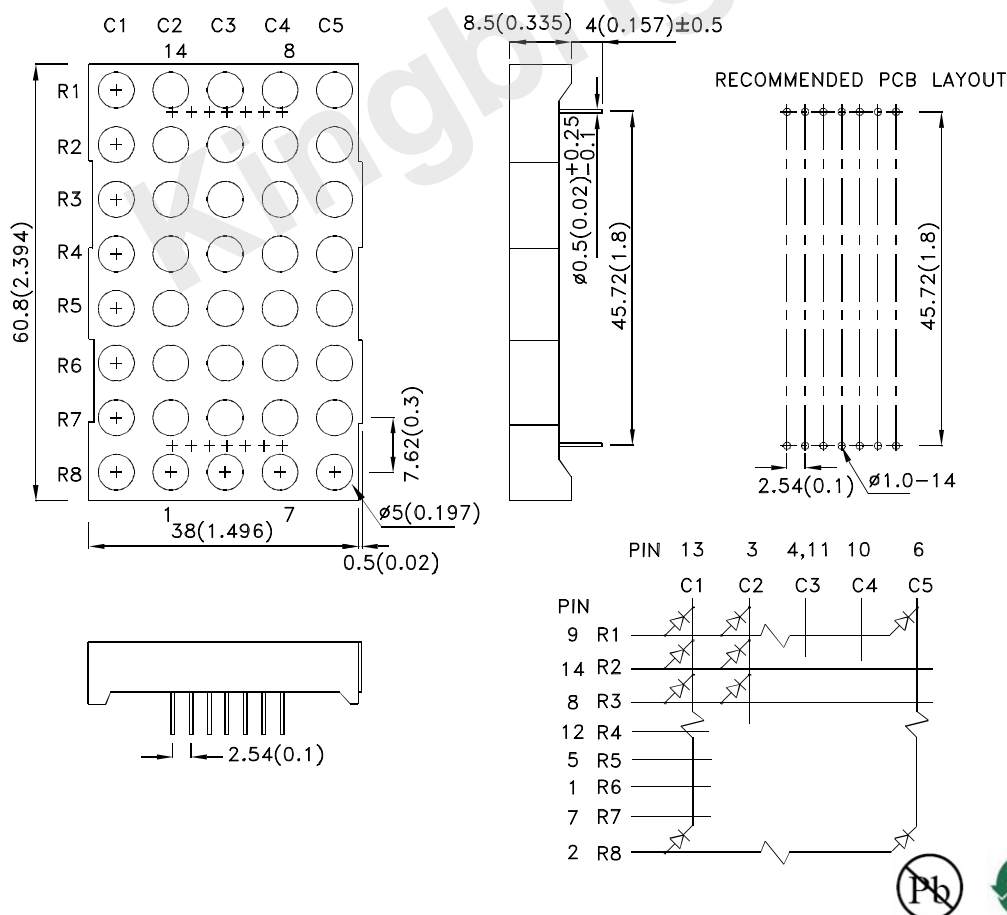 C1 C2 C3 C4 C5
14 8
R1
R2
R3
R4
R5
R6
R7
R8
60.8(2.394)
7.62(0.3)
1 7
ø5(0.197)
38(1.496)
0.5(0.02)
8.5(0.335) 4(0.157)±0.5
ø0.5(0.02)+0.25 -0.1
45.72(1.8)
RECOMMENDED PCB LAYOUT
45.72(1.8)
2.54(0.1) ø1.0-14
2.54(0.1)
PIN 13 3 4,11 10 6
C1 C2 C3 C4 C5
PIN
9 R1
14 R2
8 R3
12 R4
5 R5
1 R6
7 R7
2 R8
Pb
Kingbrig